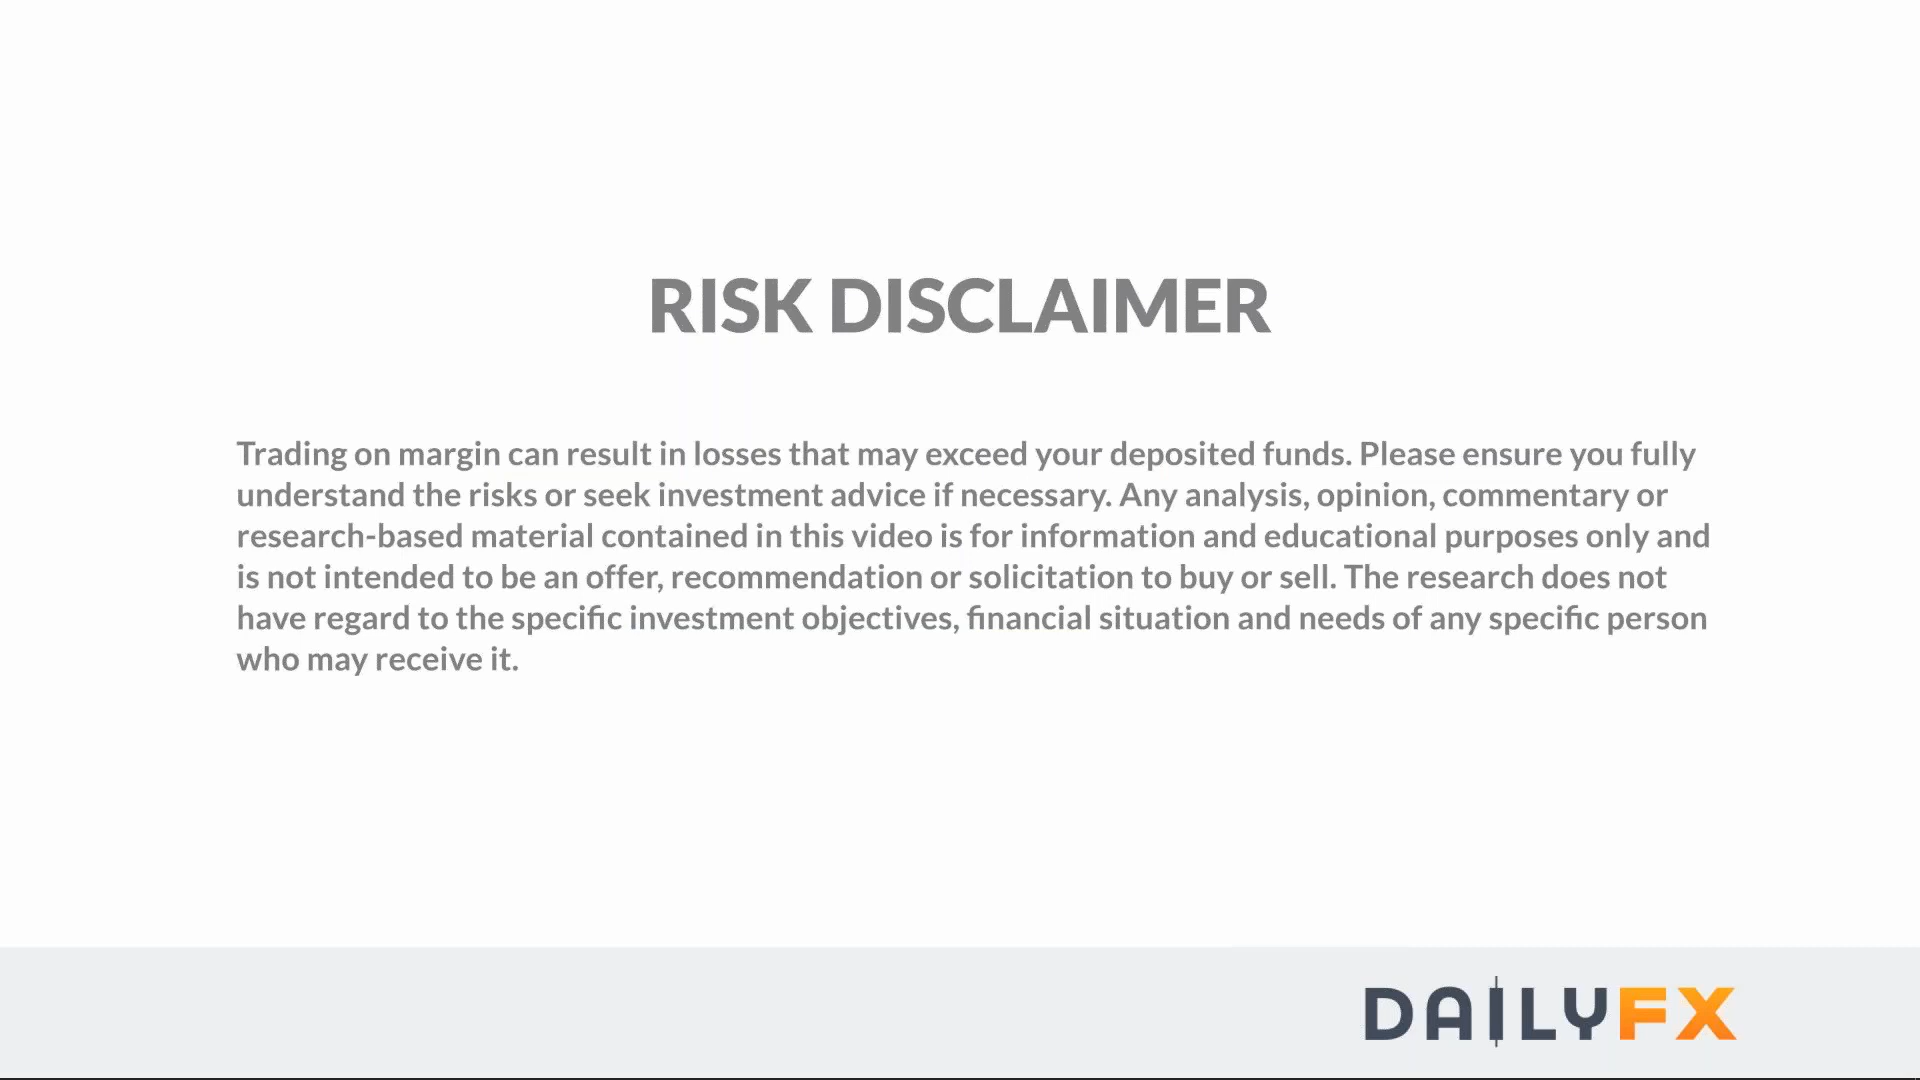 RISK DISCLAIMER
Trading on margin can result in losses that may exceed your deposited funds. Please ensure you fully
understand the risks or seek investment advice if necessary. Any analysis, opinion, commentary or
research-based material contained in this video is for information and educational purposes only and
is not intended to be an offer, recommendation or solicitation to buy or sell. The research does not
have regard to the specific investment objectives, financial situation and needs of any specific person
who may receive it.
DAILYFX